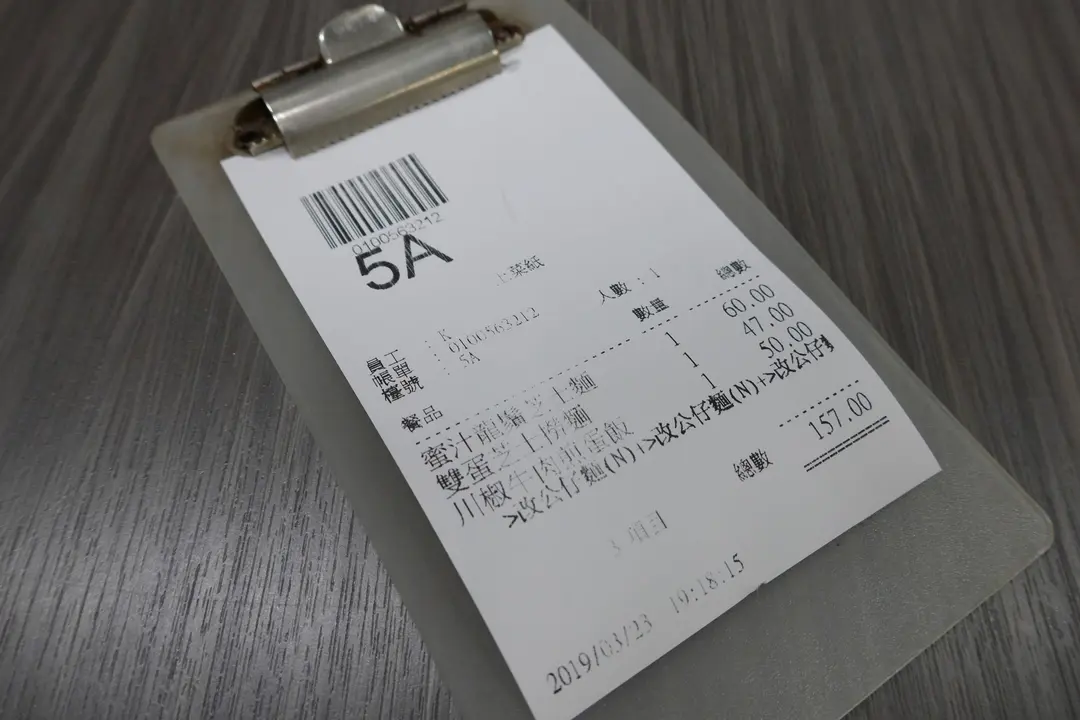 0100563212
5A
上菜紙
員工 : K
帳單 : 0100563212 人數 : 1
檯號 : 5A
餐品 數量 總數
蜜汁龍鬚芝士麵 1 60.00
雙蛋芝士撈麵 1 47.00
川椒牛肉煎蛋飯 1 50.00
>改公仔麵(N)+>改公仔麵(N)+>改公仔
總數 157.00
3 項目
2019/03/23 19:18:15